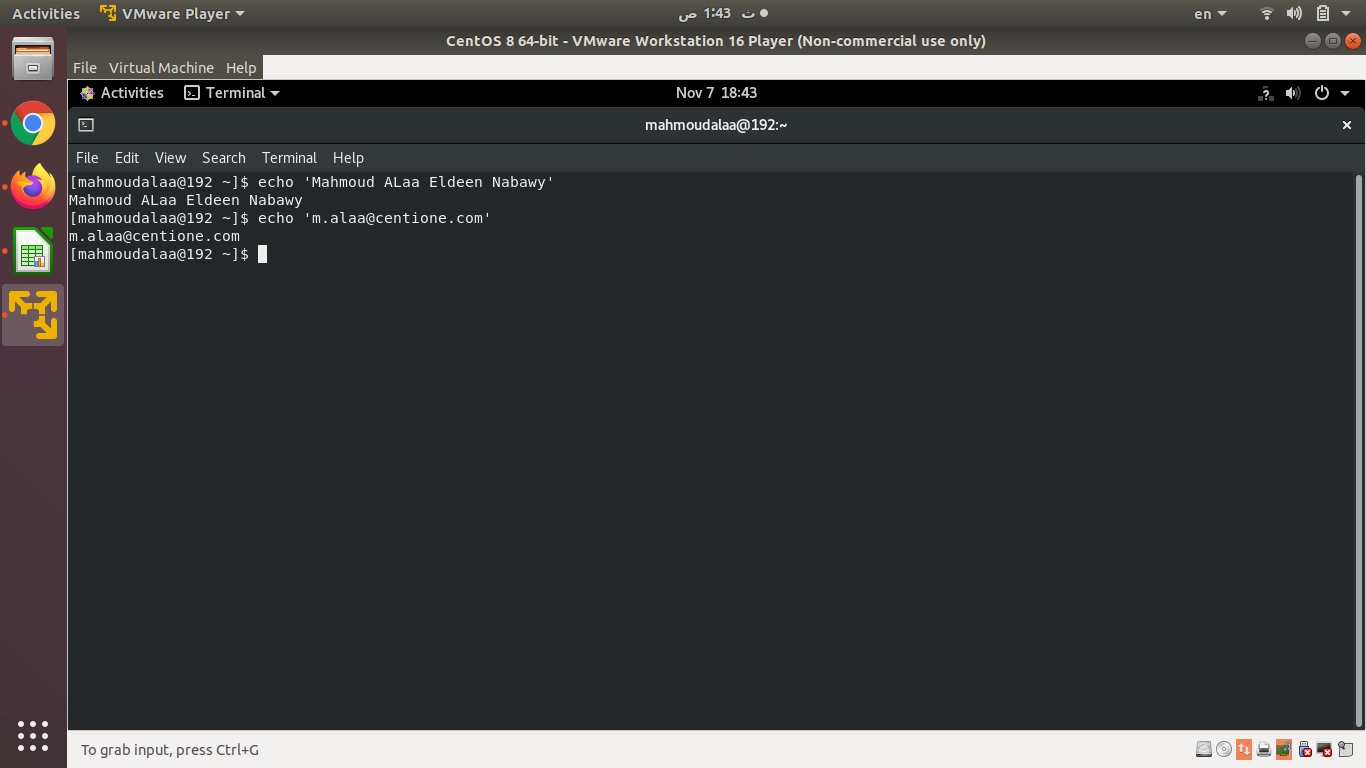 Activities VMware Player ث 1:43 ص en
CentOS 8 64-bit - VMware Workstation 16 Player (Non-commercial use only)
File Virtual Machine Help
Activities Terminal Nov 7 18:43
mahmoudalaa@192:~
File Edit View Search Terminal Help
[mahmoudalaa@192 ~]$ echo 'Mahmoud ALaa Eldeen Nabawy'
Mahmoud ALaa Eldeen Nabawy
[mahmoudalaa@192 ~]$ echo 'm.alaa@centione.com'
m.alaa@centione.com
[mahmoudalaa@192 ~]$
To grab input, press Ctrl+G